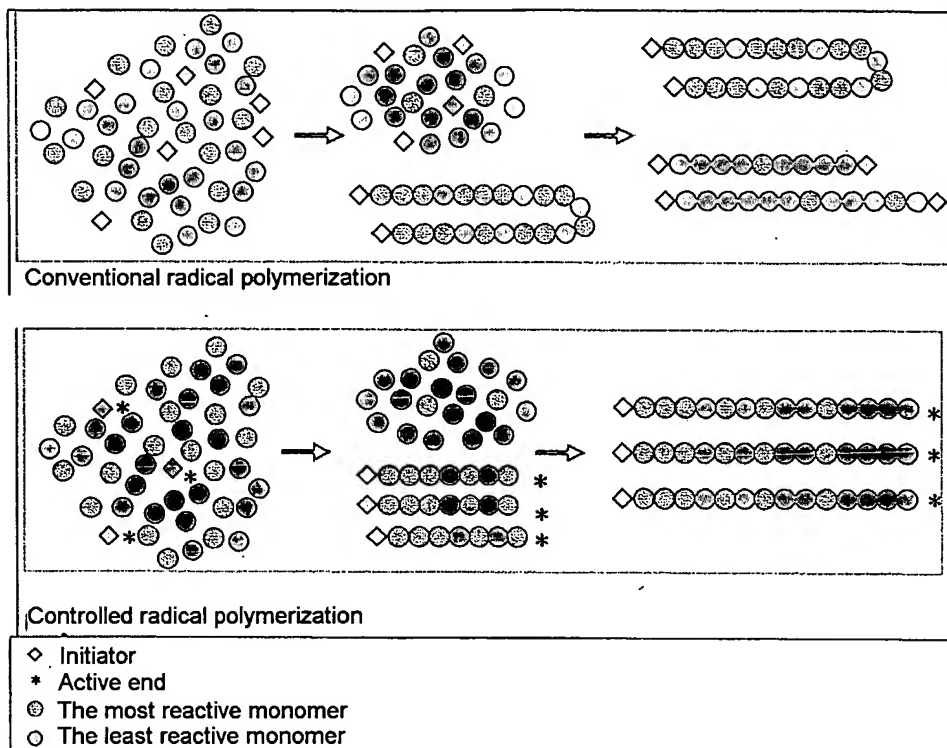 Conventional radical polymerization
Controlled radical polymerization
Initiator
* Active end
The most reactive monomer
The least reactive monomer